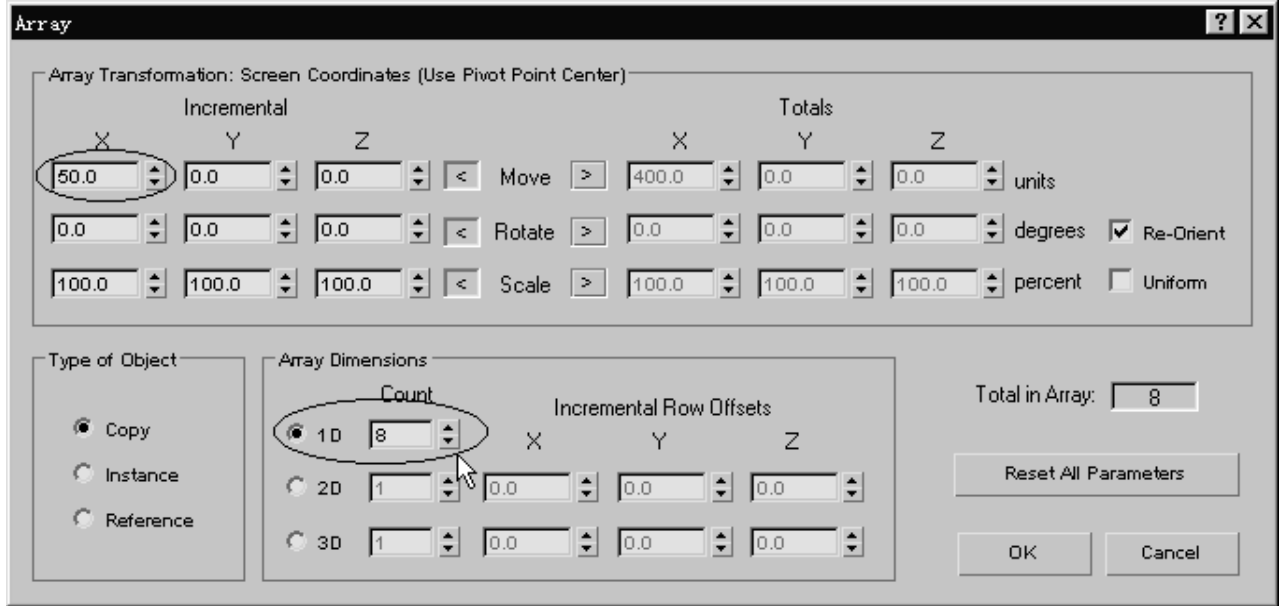 Array
Array Transformation: Screen Coordinates (Use Pivot Point Center)
Incremental Totals
X Y Z X Y Z
50.0 0.0 0.0 < Move > 400.0 0.0 0.0 units
0.0 0.0 0.0 < Rotate > 0.0 0.0 0.0 degrees Re-Orient
100.0 100.0 100.0 < Scale > 100.0 100.0 100.0 percent Uniform
Type of Object
Copy
Instance
Reference
Array Dimensions
Count
Incremental Row Offsets
1D 8 X Y Z
2D 1 0.0 0.0 0.0
3D 1 0.0 0.0 0.0
Total in Array: 8
Reset All Parameters
OK Cancel